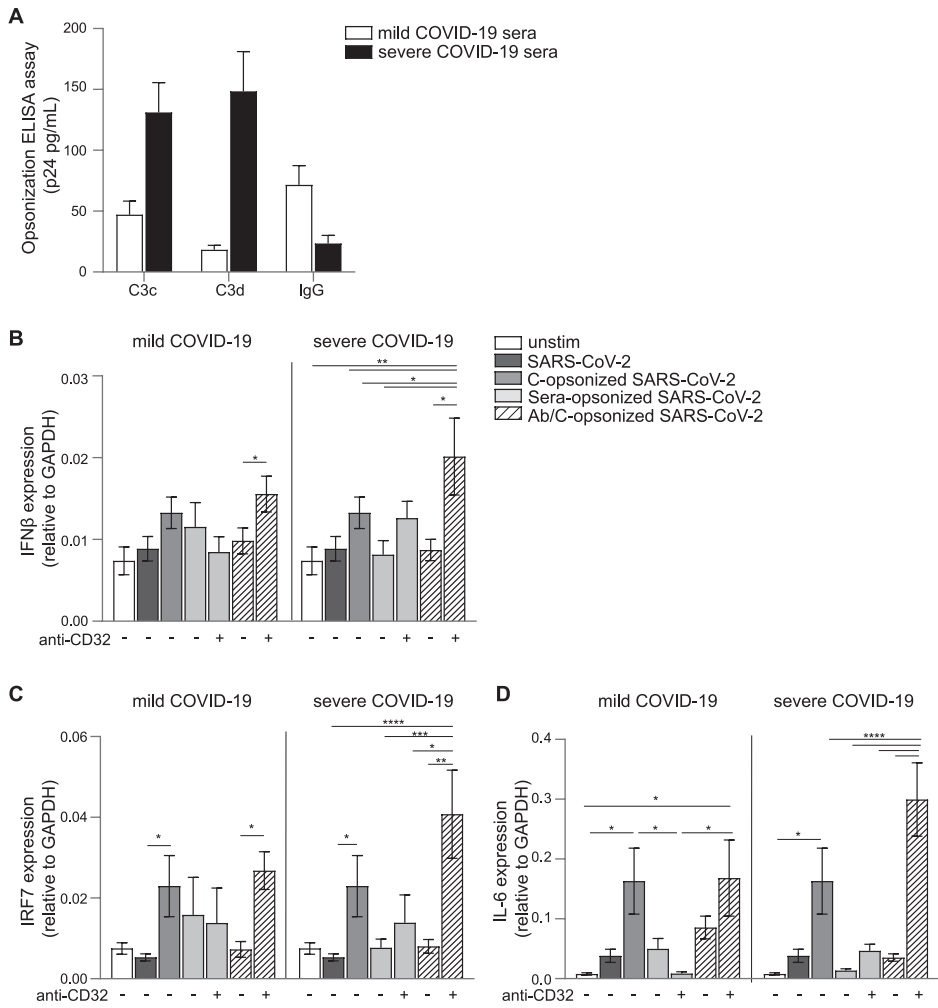 A
Opsonization ELISA assay
(p24 pg/mL)
200
150
100
50
0
C3c
C3d
IgG
mild COVID-19 sera
severe COVID-19 sera
B
mild COVID-19
severe COVID-19
unstim
SARS-CoV-2
C-opsonized SARS-CoV-2
Sera-opsonized SARS-CoV-2
Ab/C-opsonized SARS-CoV-2
IFNβ expression
(relative to GAPDH)
0.03
0.02
0.01
0.00
*
**
*
*
anti-CD32 - - - - + - + - - - - + - +
C
mild COVID-19
severe COVID-19
IRF7 expression
(relative to GAPDH)
0.06
0.04
0.02
0.00
*
*
****
***
*
**
*
anti-CD32 - - - - + - + - - - - + - +
D
mild COVID-19
severe COVID-19
IL-6 expression
(relative to GAPDH)
0.4
0.3
0.2
0.1
0.0
*
*
*
*
****
*
anti-CD32 - - - - + - + - - - - + - +